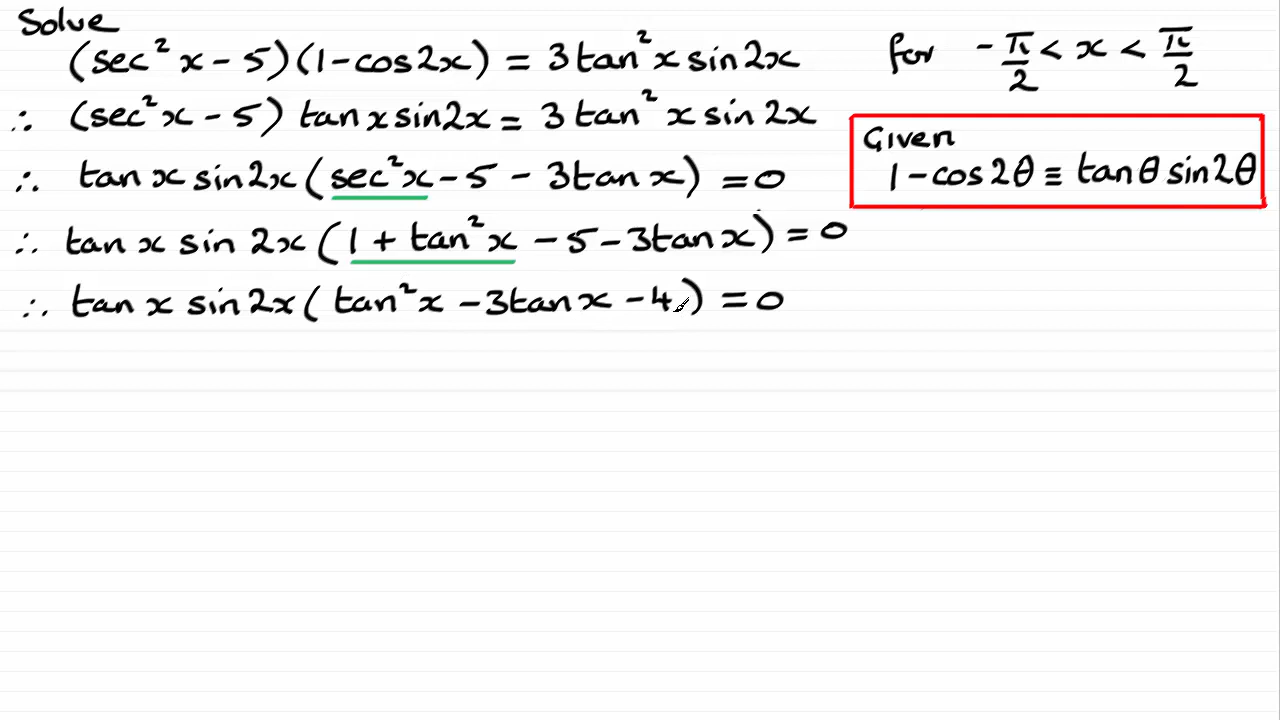 Solve
(sec²x - 5)(1 - cos2x) = 3tan²x sin2x for -π/2 < x < π/2
∴ (sec²x - 5) tanx sin2x = 3tan²x sin2x
Given
1 - cos2θ ≡ tanθ sin2θ
∴ tanx sin2x(sec²x - 5 - 3tanx) = 0
∴ tanx sin2x(1 + tan²x - 5 - 3tanx) = 0
∴ tanx sin2x(tan²x - 3tanx - 4) = 0